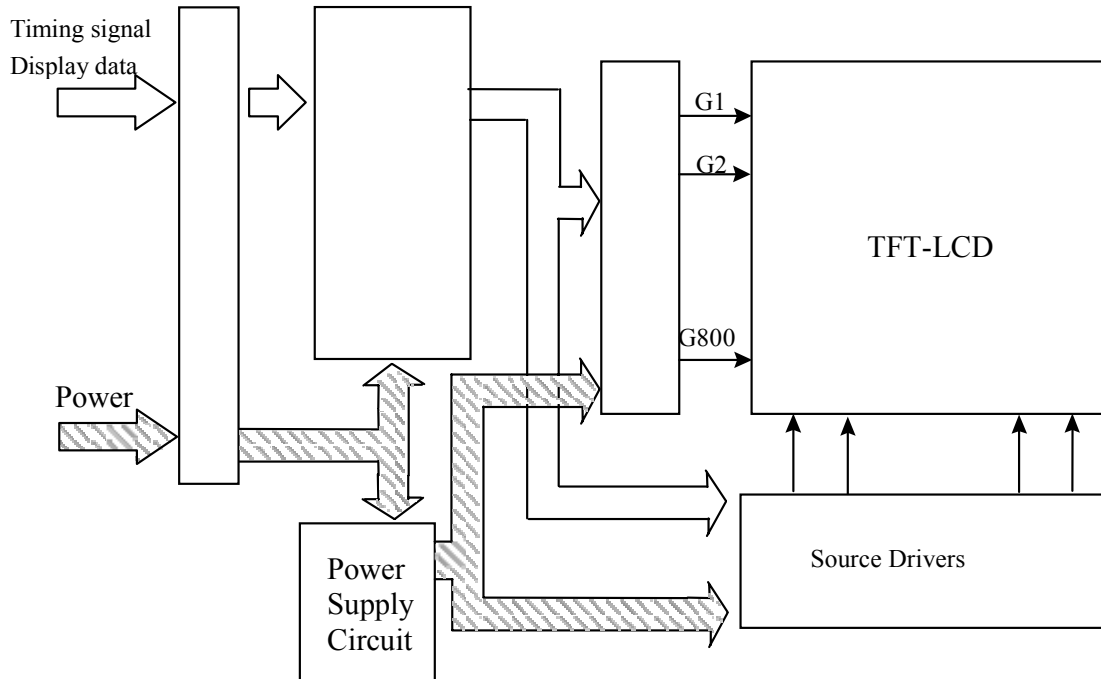 Timing signal
Display data
G1
G2
TFT-LCD
G800
Power
Source Drivers
Power
Supply
Circuit